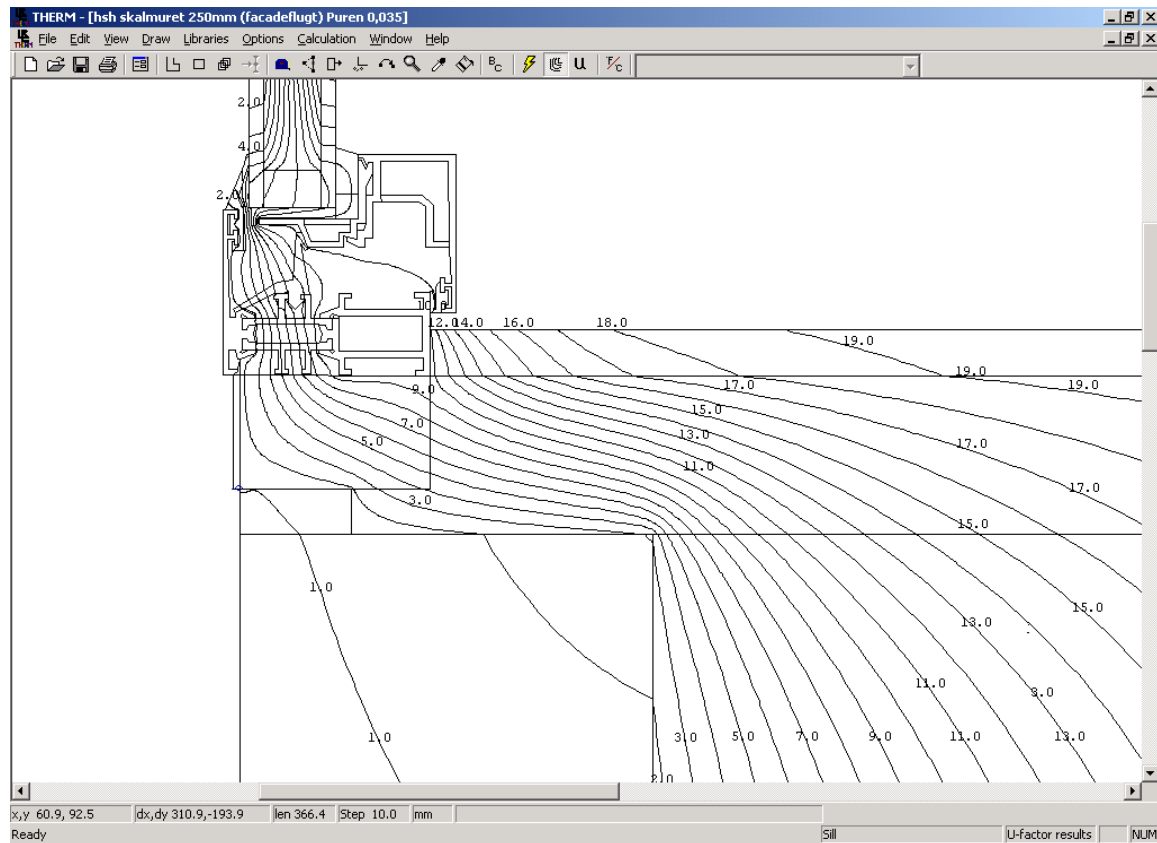 THERM - [hsh skalmuret 250mm (facadeflugt) Puren 0,035]
File Edit View Draw Libraries Options Calculation Window Help
BC U F/C
2.0
4.0
2.0
12.0 14.0 16.0 18.0
19.0
19.0
9.0 17.0 19.0
15.0
7.0
13.0 17.0
5.0
11.0
17.0
3.0
15.0
1.0
15.0
13.0
11.0 3.0
1.0 3.0 5.0 7.0 9.0 11.0 13.0
2.0
x,y 60.9, 92.5 dx,dy 310.9,-193.9 len 366.4 Step 10.0 mm
Ready Sill U-factor results NUM